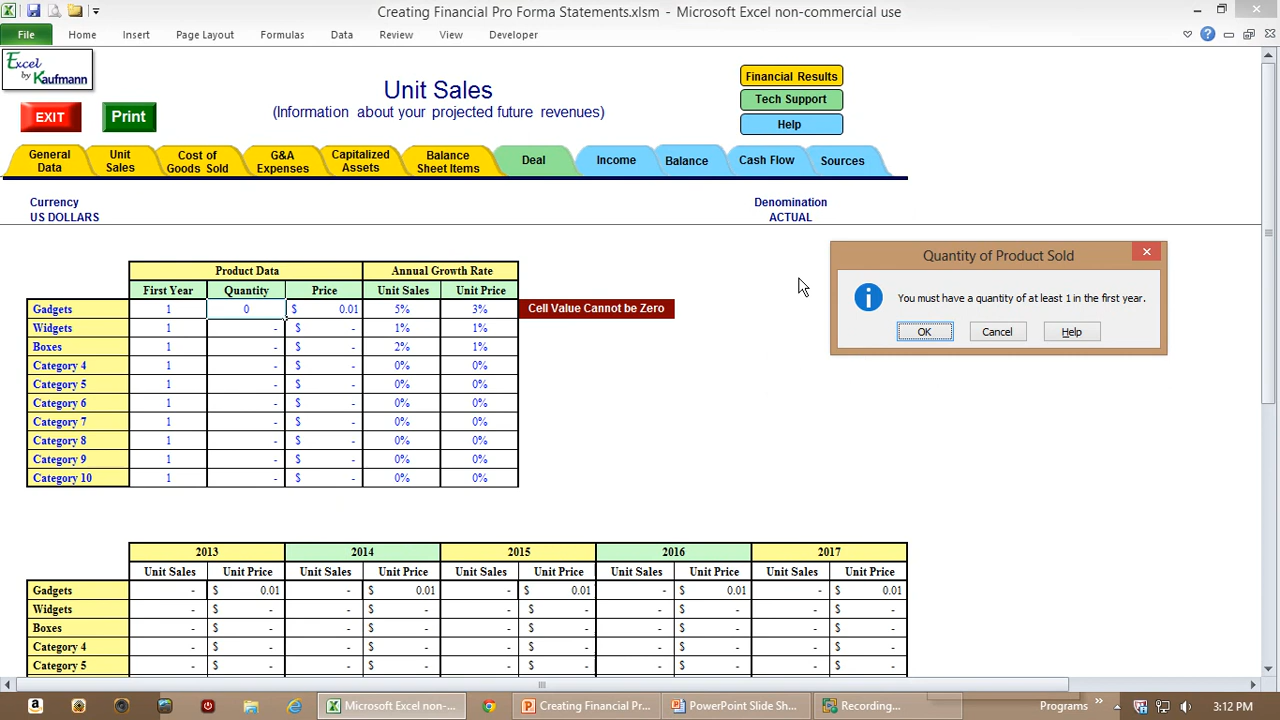 Creating Financial Pro Forma Statements.xlsm - Microsoft Excel non-commercial use
File Home Insert Page Layout Formulas Data Review View Developer
Excel by Kaufmann
Unit Sales
(Information about your projected future revenues)
Financial Results
Tech Support
Help
EXIT Print
General Data Unit Sales Cost of Goods Sold G&A Expenses Capitalized Assets Balance Sheet Items Deal Income Balance Cash Flow Sources
Currency Denomination
US DOLLARS ACTUAL
Quantity of Product Sold
You must have a quantity of at least 1 in the first year.
OK Cancel Help
Product Data Annual Growth Rate
First Year Quantity Price Unit Sales Unit Price
Gadgets 1 0 $ 0.01 5% 3% Cell Value Cannot be Zero
Widgets 1 - $ - 1% 1%
Boxes 1 - $ - 2% 1%
Category 4 1 - $ - 0% 0%
Category 5 1 - $ - 0% 0%
Category 6 1 - $ - 0% 0%
Category 7 1 - $ - 0% 0%
Category 8 1 - $ - 0% 0%
Category 9 1 - $ - 0% 0%
Category 10 1 - $ - 0% 0%
2013 2014 2015 2016 2017
Unit Sales Unit Price Unit Sales Unit Price Unit Sales Unit Price Unit Sales Unit Price Unit Sales Unit Price
Gadgets - $ 0.01 - $ 0.01 - $ 0.01 - $ 0.01 - $ 0.01
Widgets - $ - - $ - - $ - - $ - - $ -
Boxes - $ - - $ - - $ - - $ - - $ -
Category 4 - $ - - $ - - $ - - $ - - $ -
Category 5 - $ - - $ - - $ - - $ - - $ -
Microsoft Excel non-... Creating Financial Pr... PowerPoint Slide Sh... Recording... Programs » 3:12 PM